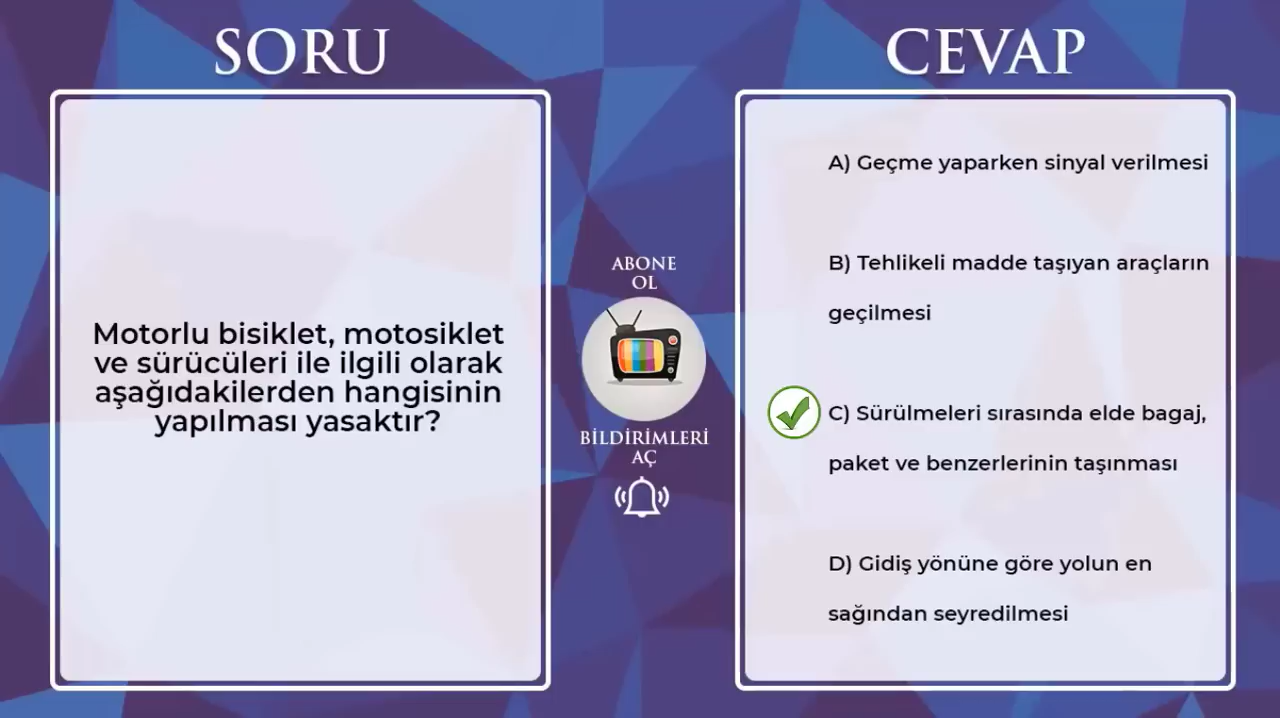 SORU
Motorlu bisiklet, motosiklet
ve sürücüleri ile ilgili olarak
aşağıdakilerden hangisinin
yapılması yasaktır?
ABONE
OL
BİLDİRİMLERİ
AÇ
CEVAP
A) Geçme yaparken sinyal verilmesi
B) Tehlikeli madde taşıyan araçların
geçilmesi
C) Sürülmeleri sırasında elde bagaj,
paket ve benzerlerinin taşınması
D) Gidiş yönüne göre yolun en
sağından seyredilmesi